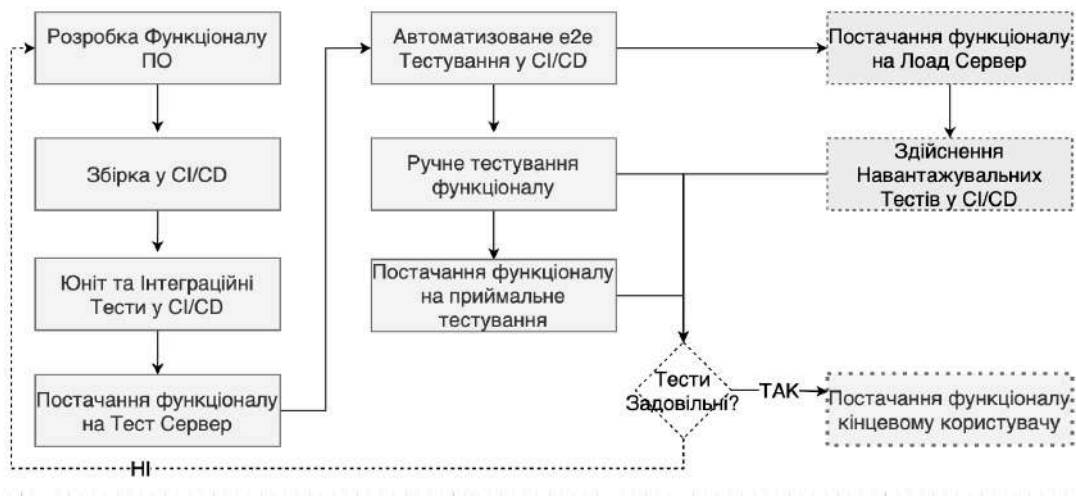 Розробка Функціоналу
ПО
Збірка у CI/CD
Юніт та Інтеграційні
Тести у CI/CD
Постачання функціоналу
на Тест Сервер
Автоматизоване e2e
Тестування у CI/CD
Ручне тестування
функціоналу
Постачання функціоналу
на приймальне
тестування
Постачання функціоналу
на Лоад Сервер
Здійснення
Навантажувальних
Тестів у CI/CD
Тести
Задовільні?
ТАК
Постачання функціоналу
кінцевому користувачу
НІ